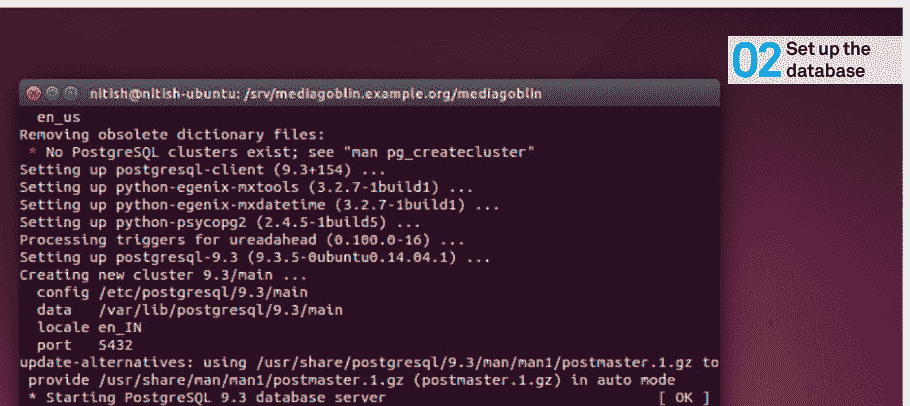 02 Set up the
database
nitish@nitish-ubuntu: /srv/mediagoblin.example.org/mediagoblin
en_us
Removing obsolete dictionary files:
* No PostgreSQL clusters exist; see "man pg_createcluster"
Setting up postgresql-client (9.3+154) ...
Setting up python-egenix-mxtools (3.2.7-1build1) ...
Setting up python-egenix-mxdatetime (3.2.7-1build1) ...
Setting up python-psycopg2 (2.4.5-1build5) ...
Processing triggers for ureadahead (0.100.0-16) ...
Setting up postgresql-9.3 (9.3.5-0ubuntu0.14.04.1) ...
Creating new cluster 9.3/main ...
config /etc/postgresql/9.3/main
data /var/lib/postgresql/9.3/main
locale en_IN
port 5432
update-alternatives: using /usr/share/postgresql/9.3/man/man1/postmaster.1.gz to
provide /usr/share/man/man1/postmaster.1.gz (postmaster.1.gz) in auto mode
* Starting PostgreSQL 9.3 database server [ OK ]